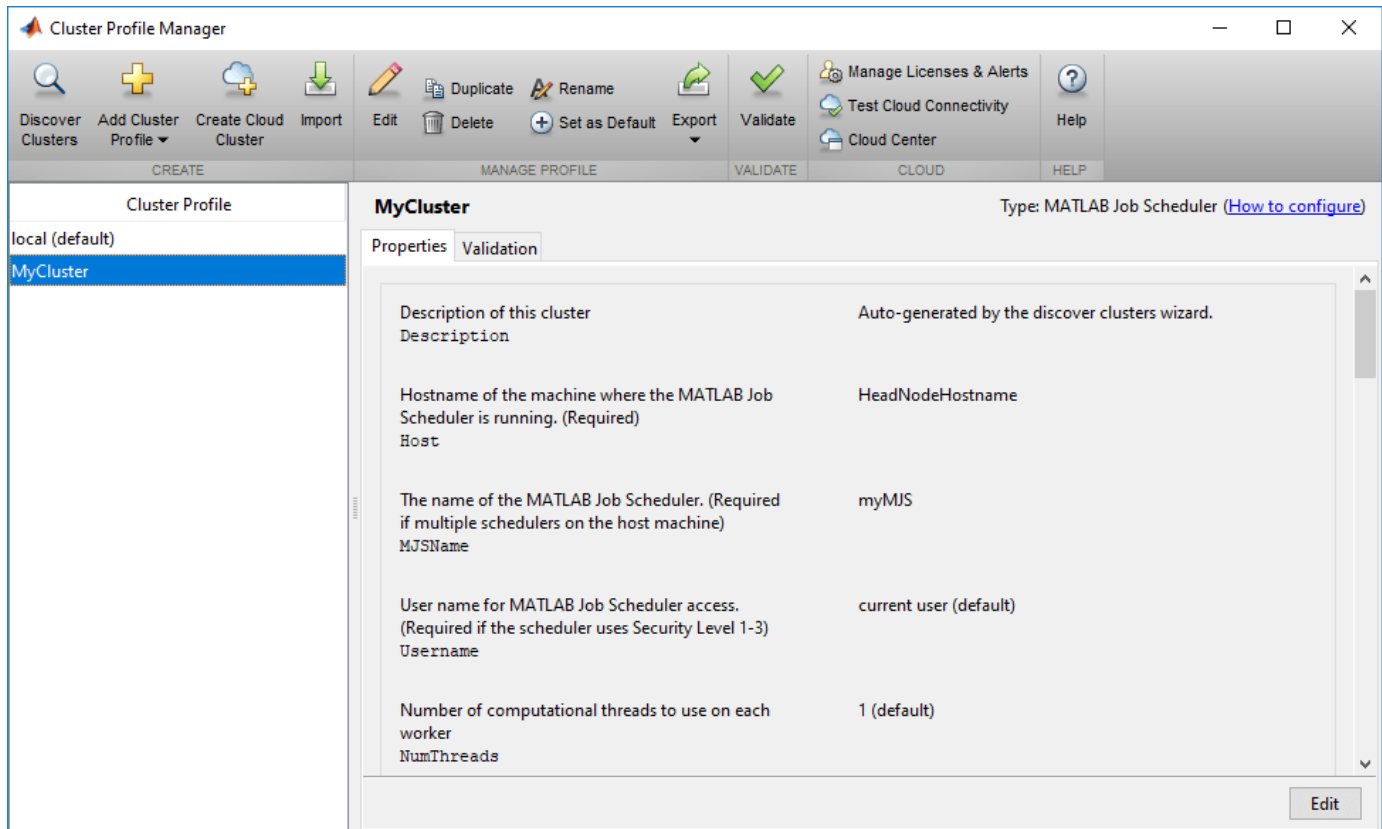 Cluster Profile Manager
Discover Clusters
Add Cluster Profile
Create Cloud Cluster
Import
CREATE
Edit
Duplicate
Delete
Rename
Set as Default
Export
MANAGE PROFILE
Validate
VALIDATE
Manage Licenses & Alerts
Test Cloud Connectivity
Cloud Center
CLOUD
Help
HELP
Cluster Profile
local (default)
MyCluster
MyCluster
Type: MATLAB Job Scheduler (How to configure)
Properties
Validation
Description of this cluster
Description
Auto-generated by the discover clusters wizard.
Hostname of the machine where the MATLAB Job
Scheduler is running. (Required)
Host
HeadNodeHostname
The name of the MATLAB Job Scheduler. (Required
if multiple schedulers on the host machine)
MJSName
myMJS
User name for MATLAB Job Scheduler access.
(Required if the scheduler uses Security Level 1-3)
Username
current user (default)
Number of computational threads to use on each
worker
NumThreads
1 (default)
Edit